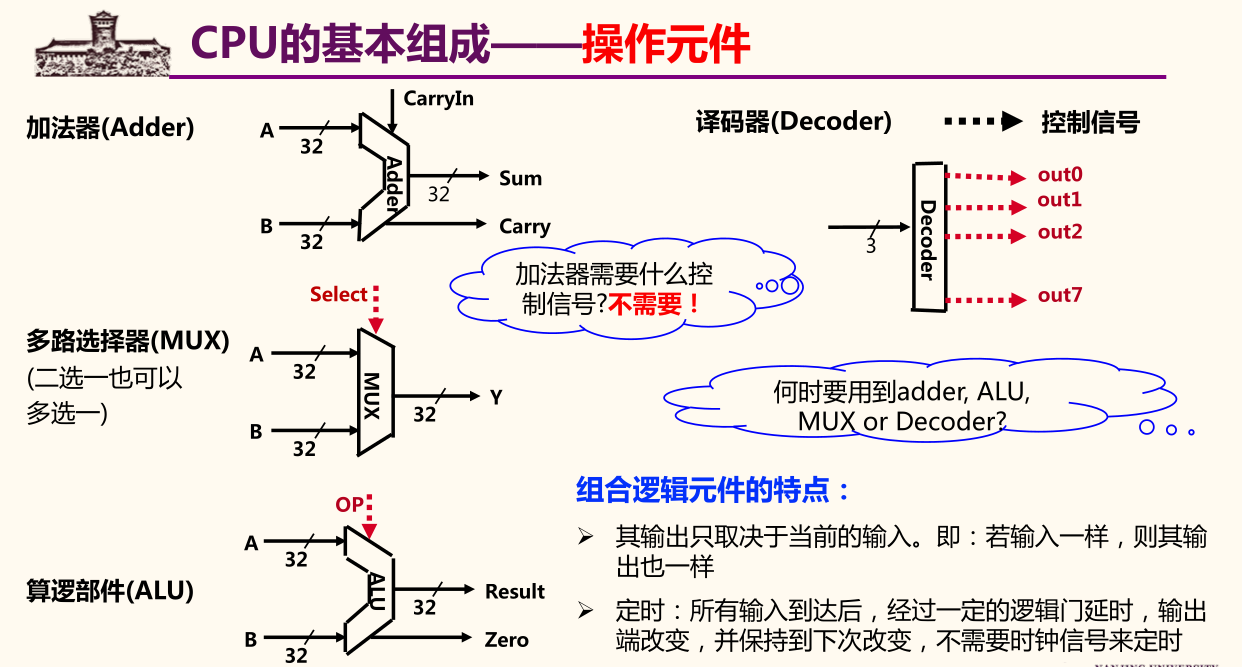 CPU的基本组成——操作元件
加法器(Adder)
CarryIn
A
32
Adder
32
Sum
B
32
Carry
译码器(Decoder)
控制信号
3
Decoder
out0
out1
out2
out7
加法器需要什么控
制信号?不需要！
多路选择器(MUX)
(二选一也可以
多选一)
Select
A
32
MUX
32
Y
B
32
何时要用到adder, ALU,
MUX or Decoder?
算逻部件(ALU)
OP
A
32
ALU
32
Result
B
32
Zero
组合逻辑元件的特点：
➢ 其输出只取决于当前的输入。即：若输入一样，则其输
出也一样
➢ 定时：所有输入到达后，经过一定的逻辑门延时，输出
端改变，并保持到下次改变，不需要时钟信号来定时
NANJING UNIVERSITY